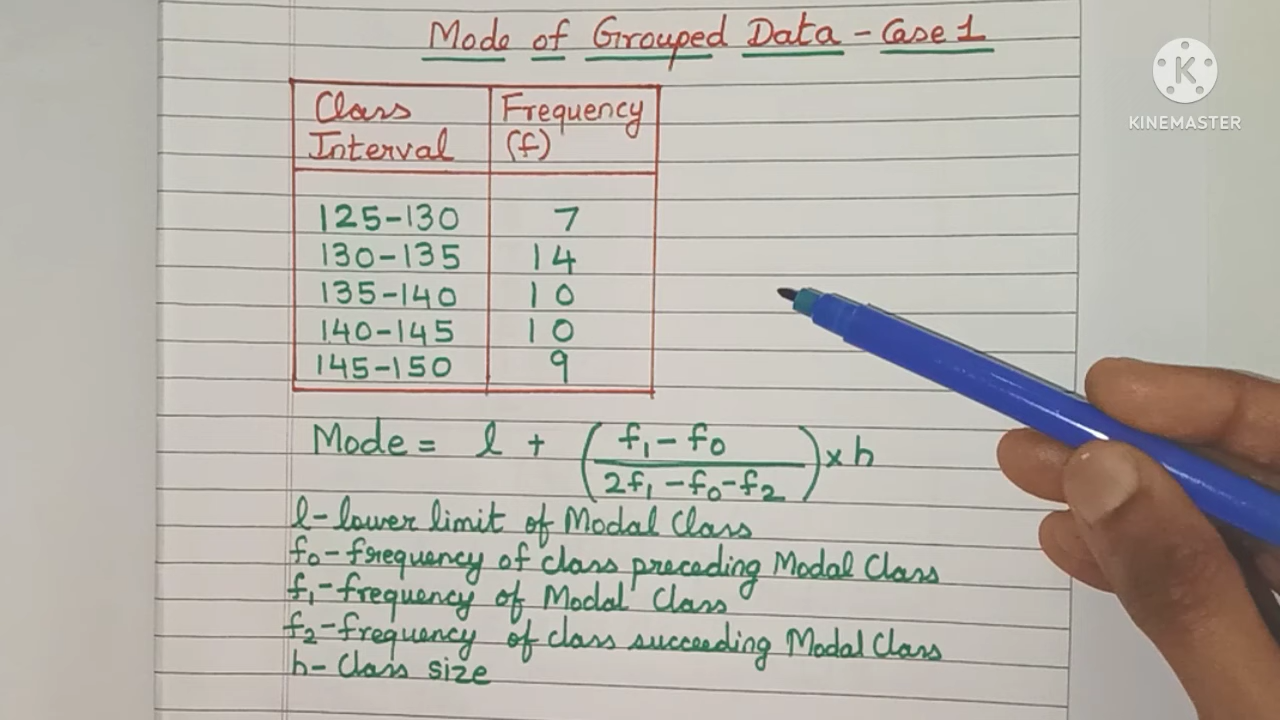 Mode of Grouped Data - Case 1
KINEMASTER
Class Interval Frequency (f)
125-130 7
130-135 14
135-140 10
140-145 10
145-150 9
Mode = l + (f₁ - f₀ / 2f₁ - f₀ - f₂) × h
l - lower limit of Modal Class
f₀ - frequency of class preceding Modal Class
f₁ - frequency of Modal Class
f₂ - frequency of class succeeding Modal Class
h - Class size